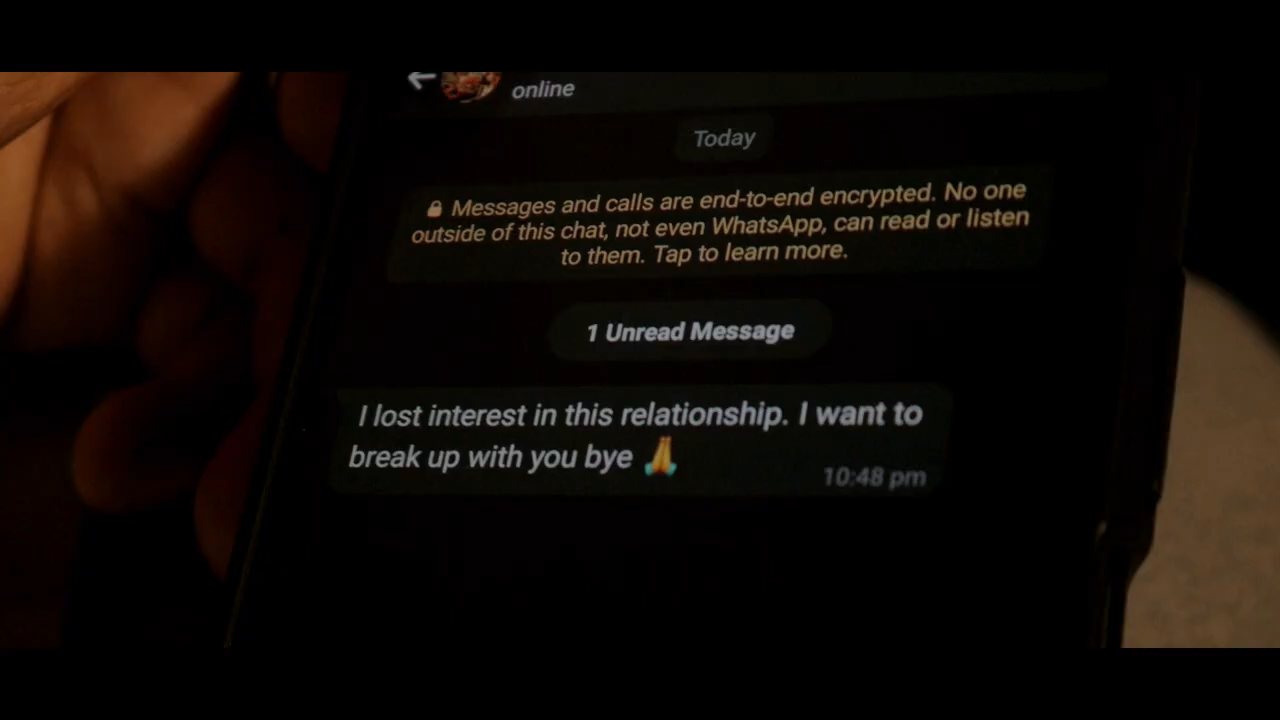 online
Today
🔒 Messages and calls are end-to-end encrypted. No one
outside of this chat, not even WhatsApp, can read or listen
to them. Tap to learn more.
1 Unread Message
I lost interest in this relationship. I want to
break up with you bye 🙏
10:48 pm